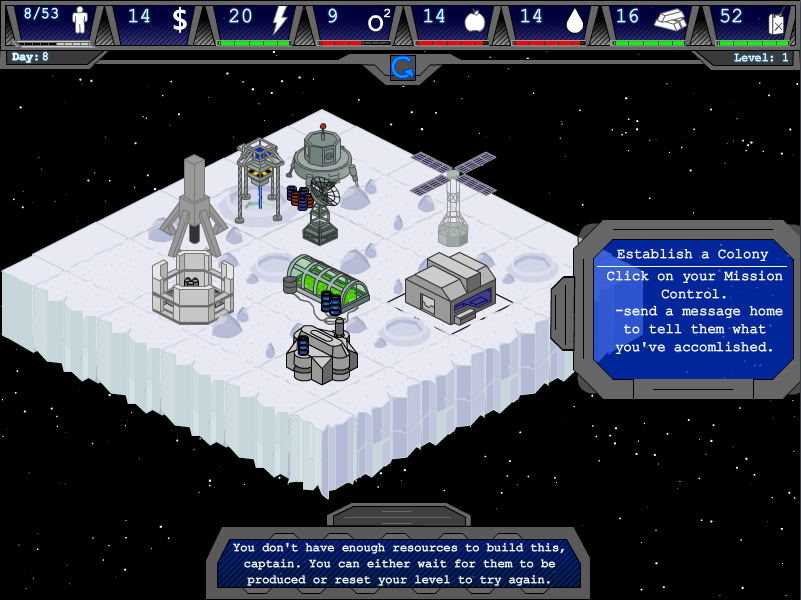 8/53 14 $ 20 9 O² 14 14 16 52
Day:8
Level: 1
Establish a Colony
Click on your Mission
Control.
-send a message home
to tell them what
you've accomlished.
You don't have enough resources to build this,
captain. You can either wait for them to be
produced or reset your level to try again.